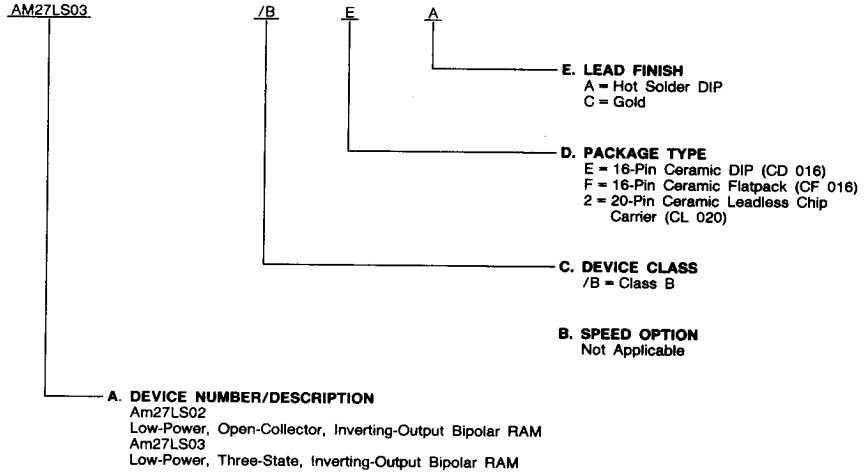 AM27LS03 /B E A
E. LEAD FINISH
A = Hot Solder DIP
C = Gold
D. PACKAGE TYPE
E = 16-Pin Ceramic DIP (CD 016)
F = 16-Pin Ceramic Flatpack (CF 016)
2 = 20-Pin Ceramic Leadless Chip
Carrier (CL 020)
C. DEVICE CLASS
/B = Class B
B. SPEED OPTION
Not Applicable
A. DEVICE NUMBER/DESCRIPTION
Am27LS02
Low-Power, Open-Collector, Inverting-Output Bipolar RAM
Am27LS03
Low-Power, Three-State, Inverting-Output Bipolar RAM